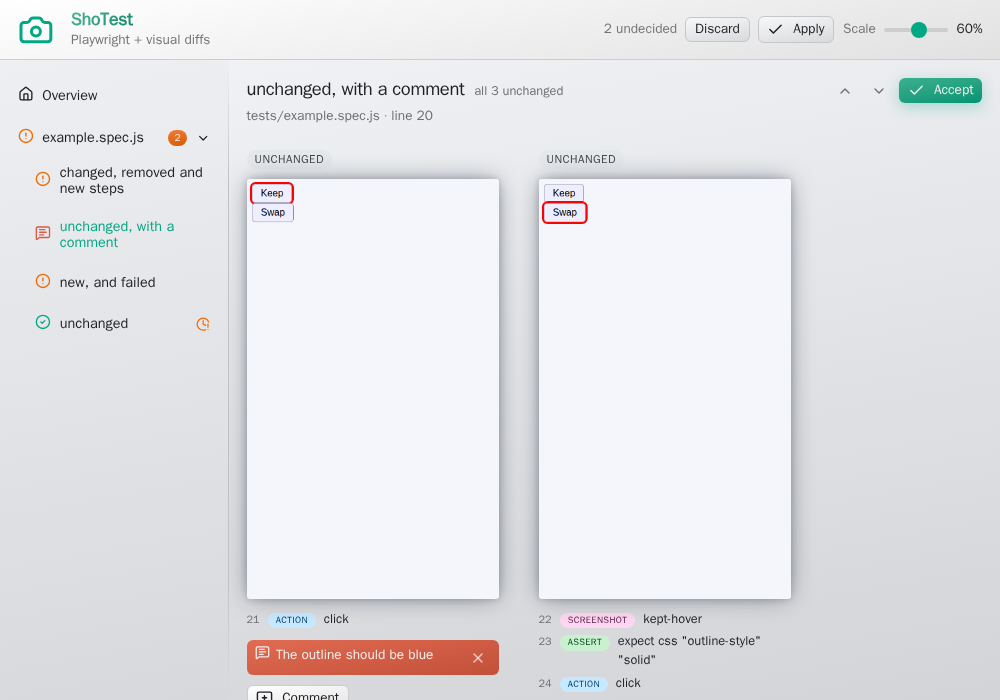 ShoTest
Playwright + visual diffs
2 undecided
Discard
Apply
Scale
60%
Overview
example.spec.js
2
changed, removed and
new steps
unchanged, with a
comment
new, and failed
unchanged
unchanged, with a comment
all 3 unchanged
Accept
tests/example.spec.js · line 20
UNCHANGED
Keep
Swap
21 ACTION click
The outline should be blue
Comment
UNCHANGED
Keep
Swap
22 SCREENSHOT kept-hover
23 ASSERT expect css "outline-style"
"solid"
24 ACTION click